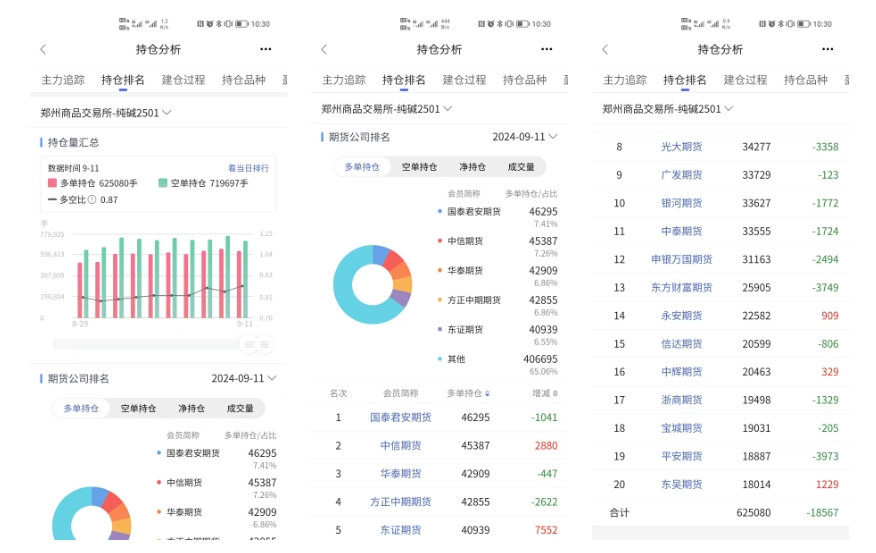 10:30
持仓分析
主力追踪 持仓排名 建仓过程 持仓品种
郑州商品交易所-纯碱2501
持仓量汇总
数据时间 9-11 看当日排行
多单持仓 625080手 空单持仓 719697手
多空比 0.87
手
779,925 1.15
596,413 1.04
397,609 0.93
198,804 0.81
0 0.70
8-29 9-11
期货公司排名 2024-09-11
多单持仓 空单持仓 净持仓 成交量
会员简称 多单持仓/占比
国泰君安期货 46295
7.41%
中信期货 45387
7.26%
华泰期货 42909
6.86%
10:30
持仓分析
主力追踪 持仓排名 建仓过程 持仓品种
郑州商品交易所-纯碱2501
期货公司排名 2024-09-11
多单持仓 空单持仓 净持仓 成交量
会员简称 多单持仓/占比
国泰君安期货 46295
7.41%
中信期货 45387
7.26%
华泰期货 42909
6.86%
方正中期期货 42855
6.86%
东证期货 40939
6.55%
其他 406695
65.06%
名次 会员简称 多单持仓 增减
1 国泰君安期货 46295 -1041
2 中信期货 45387 2880
3 华泰期货 42909 -447
4 方正中期期货 42855 -2622
5 东证期货 40939 7552
10:30
持仓分析
主力追踪 持仓排名 建仓过程 持仓品种
郑州商品交易所-纯碱2501
8 光大期货 34277 -3358
9 广发期货 33729 -123
10 银河期货 33627 -1772
11 中泰期货 33555 -1724
12 申银万国期货 31163 -2494
13 东方财富期货 25905 -3749
14 永安期货 22582 909
15 信达期货 20599 -806
16 中辉期货 20463 329
17 浙商期货 19498 -1329
18 宝城期货 19031 -205
19 平安期货 18887 -3973
20 东吴期货 18014 1229
合计 625080 -18567